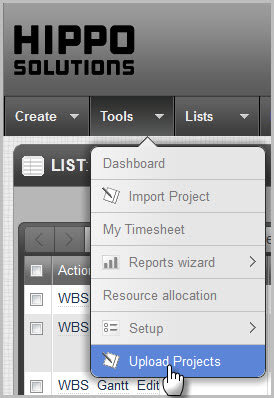 HIPPO
SOLUTIONS
Create
Tools
Lists
LIST:
Dashboard
Import Project
My Timesheet
Reports wizard
Resource allocation
Setup
Upload Projects
WBS
WBS
WBS Gantt Edit